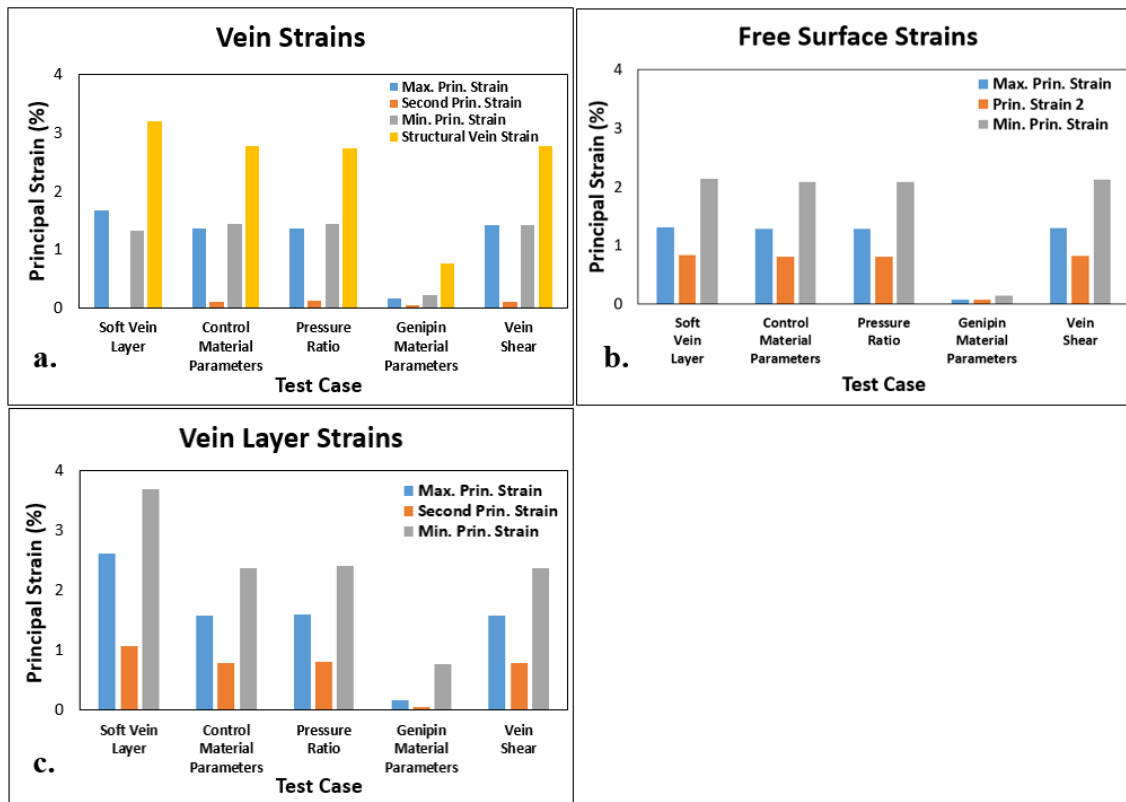 Vein Strains
Max. Prin. Strain
Second Prin. Strain
Min. Prin. Strain
Structural Vein Strain
Principal Strain (%)
4
3
2
1
0
Soft Vein Layer
Control Material Parameters
Pressure Ratio
Genipin Material Parameters
Vein Shear
Test Case
a.
Free Surface Strains
Max. Prin. Strain
Prin. Strain 2
Min. Prin. Strain
Principal Strain (%)
4
3
2
1
0
Soft Vein Layer
Control Material Parameters
Pressure Ratio
Genipin Material Parameters
Vein Shear
Test Case
b.
Vein Layer Strains
Max. Prin. Strain
Second Prin. Strain
Min. Prin. Strain
Principal Strain (%)
4
3
2
1
0
Soft Vein Layer
Control Material Parameters
Pressure Ratio
Genipin Material Parameters
Vein Shear
Test Case
c.